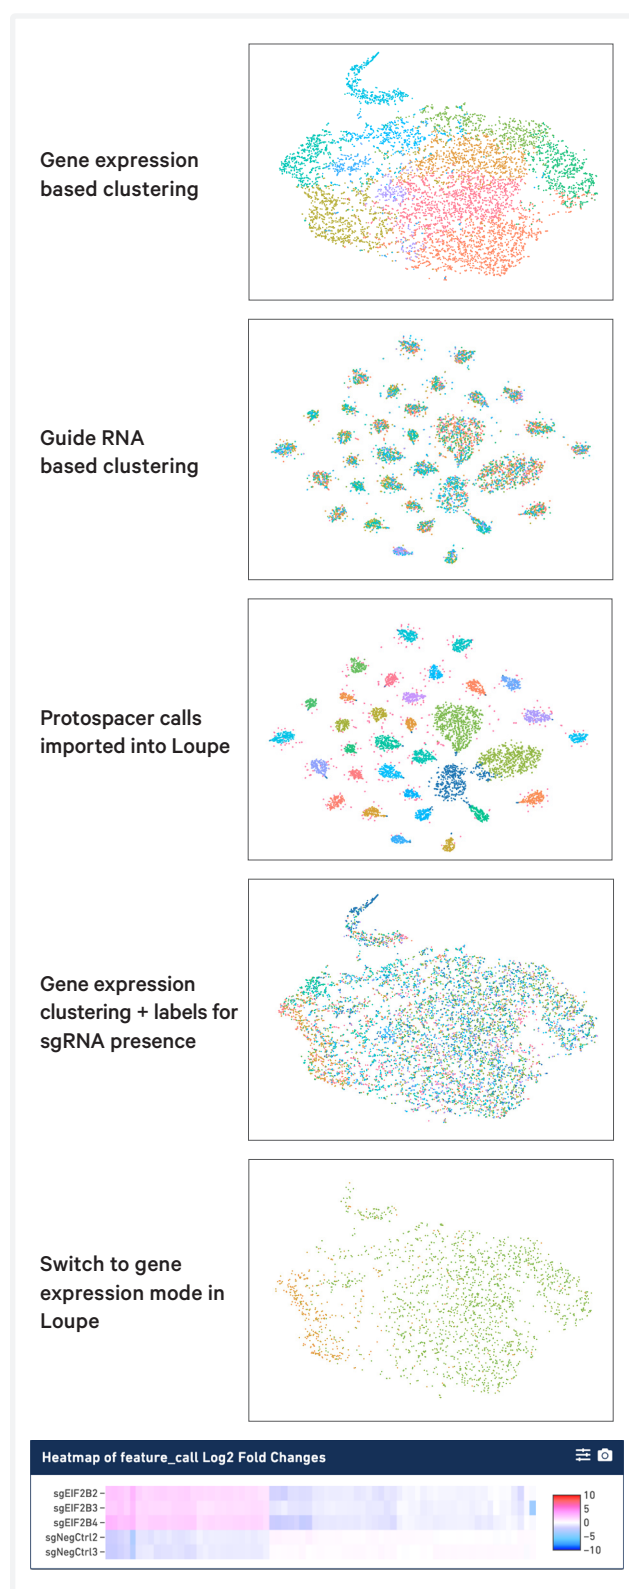 Gene expression
based clustering
Guide RNA
based clustering
Protospacer calls
imported into Loupe
Gene expression
clustering + labels for
sgRNA presence
Switch to gene
expression mode in
Loupe
Heatmap of feature_call Log2 Fold Changes
sgEIF2B2
sgEIF2B3
sgEIF2B4
sgNegCtrl2
sgNegCtrl3
10
5
0
−5
−10